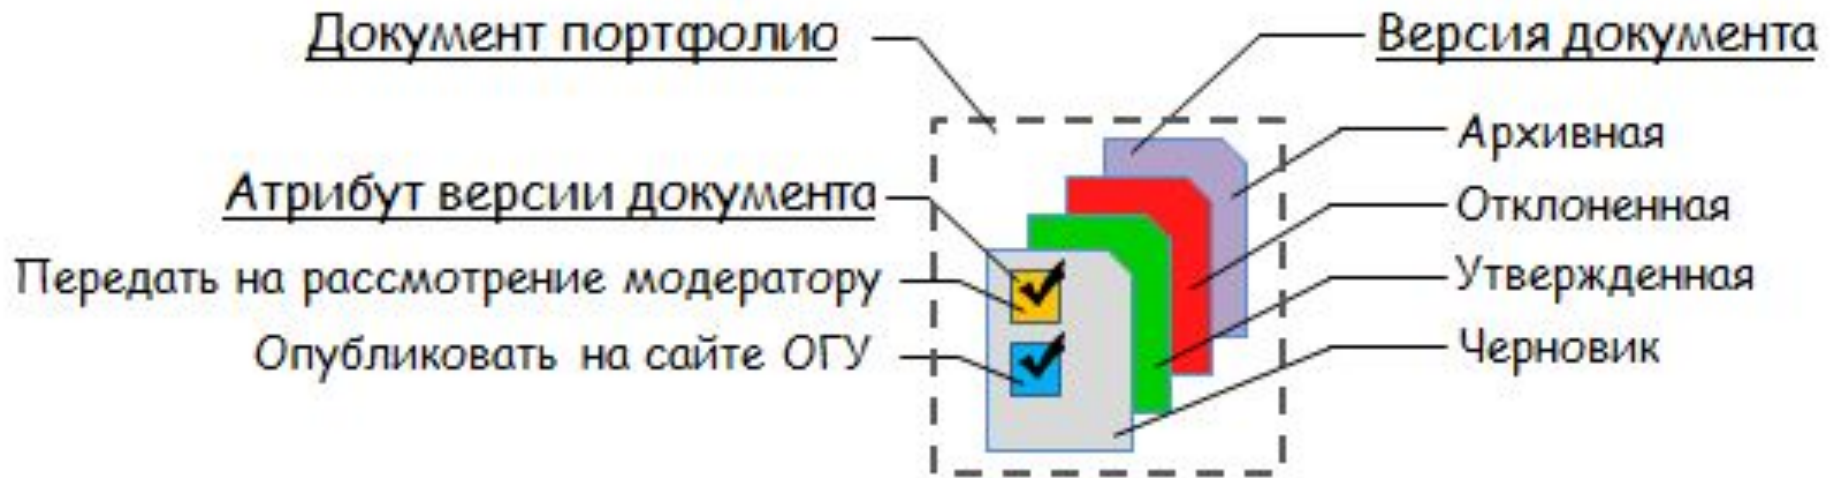 Документ портфолио
Версия документа
Архивная
Атрибут версии документа
Отклоненная
Передать на рассмотрение модератору
Утвержденная
Опубликовать на сайте ОГУ
Черновик